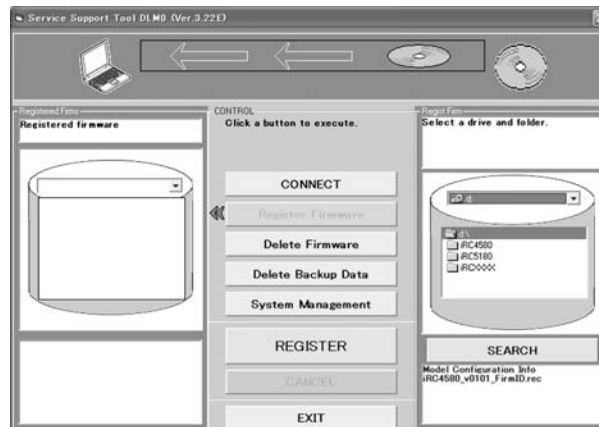 Service Support Tool DLM0 (Ver.3.22E)
Registered Firms
Registered firmware
CONTROL
Click a button to execute.
CONNECT
Register Firmware
Delete Firmware
Delete Backup Data
System Management
REGISTER
CANCEL
EXIT
Regist Firm
Select a drive and folder.
d:
d:\
iRC4580
iRC5180
iRCXXXX
SEARCH
Model Configuration Info
iRC4580_v0101_FirmID.rec